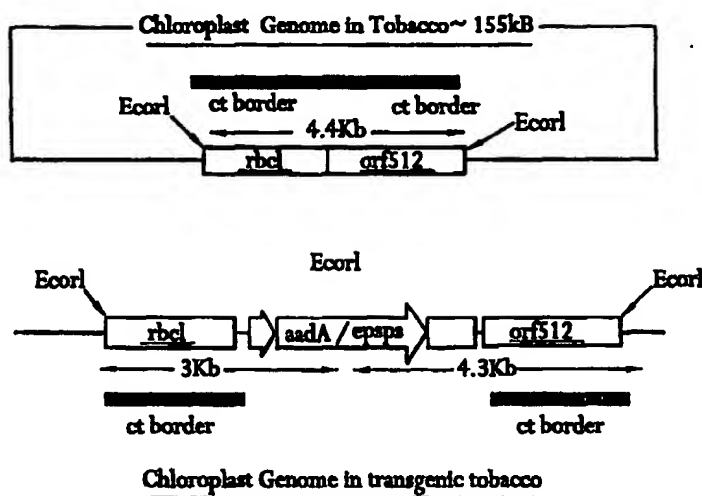 Chloroplast Genome in Tobacco~ 155kB
ct border ct border
EcorI EcorI
4.4Kb
rbcl orf512
EcorI
EcorI EcorI
rbcl aadA/epsps orf512
3Kb 4.3Kb
ct border ct border
Chloroplast Genome in transgenic tobacco